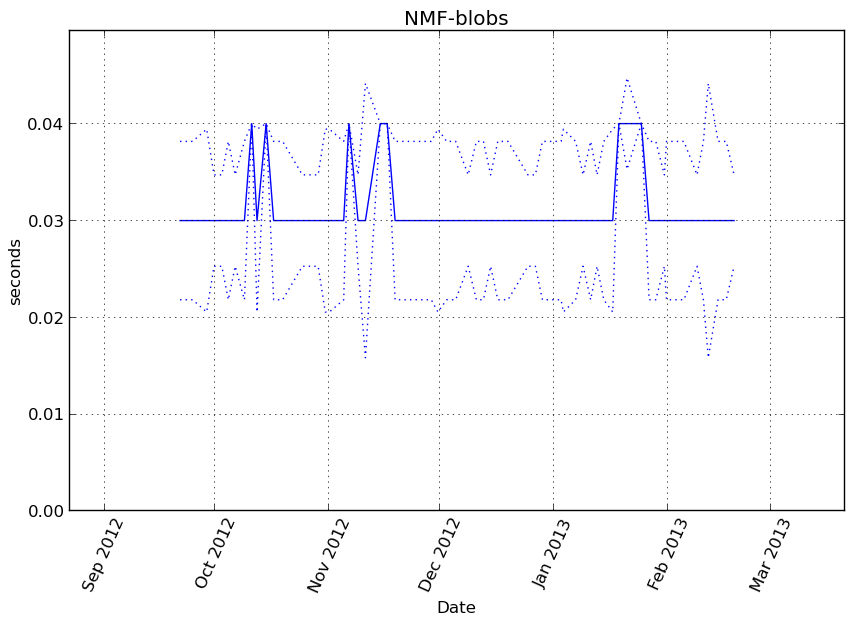 NMF-blobs
seconds
0.04
0.03
0.02
0.01
0.00
Sep 2012
Oct 2012
Nov 2012
Dec 2012
Jan 2013
Feb 2013
Mar 2013
Date